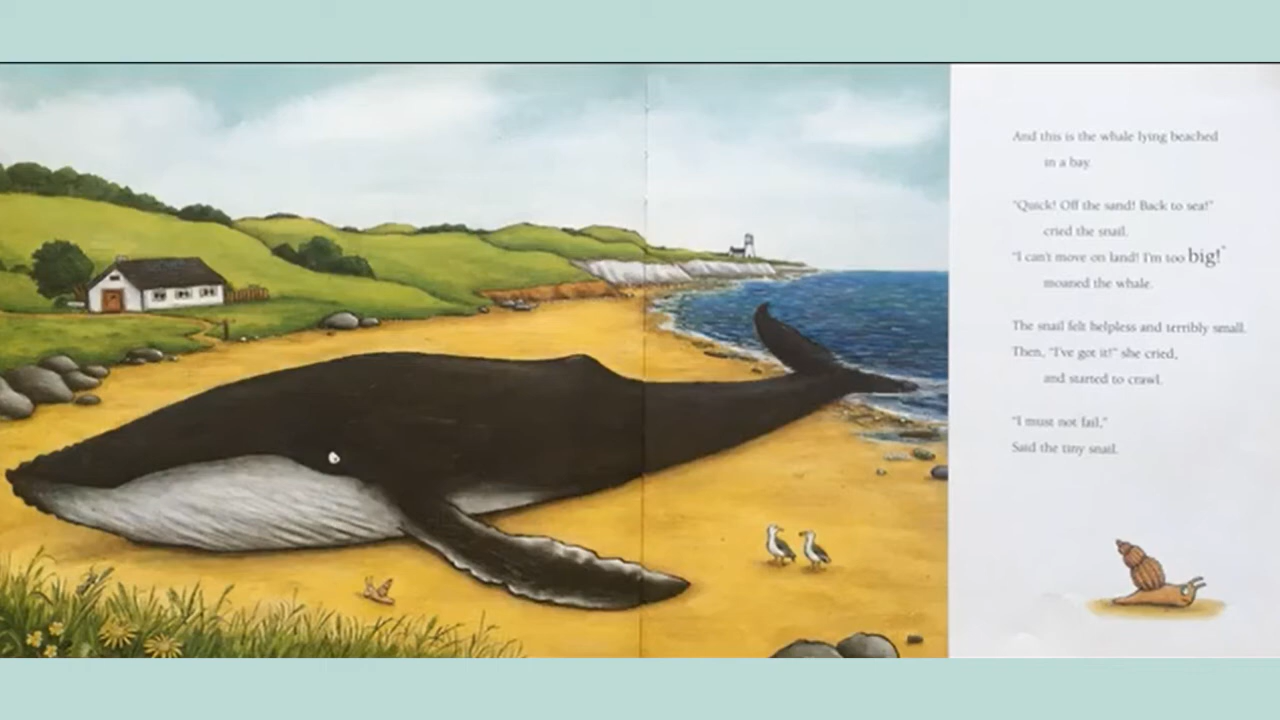 And this is the whale lying beached
in a bay.
"Quick! Off the sand! Back to sea!"
cried the snail.
"I can't move on land! I'm too big!"
moaned the whale.
The snail felt helpless and terribly small.
Then, "I've got it!" she cried,
and started to crawl.
"I must not fail,"
Said the tiny snail.